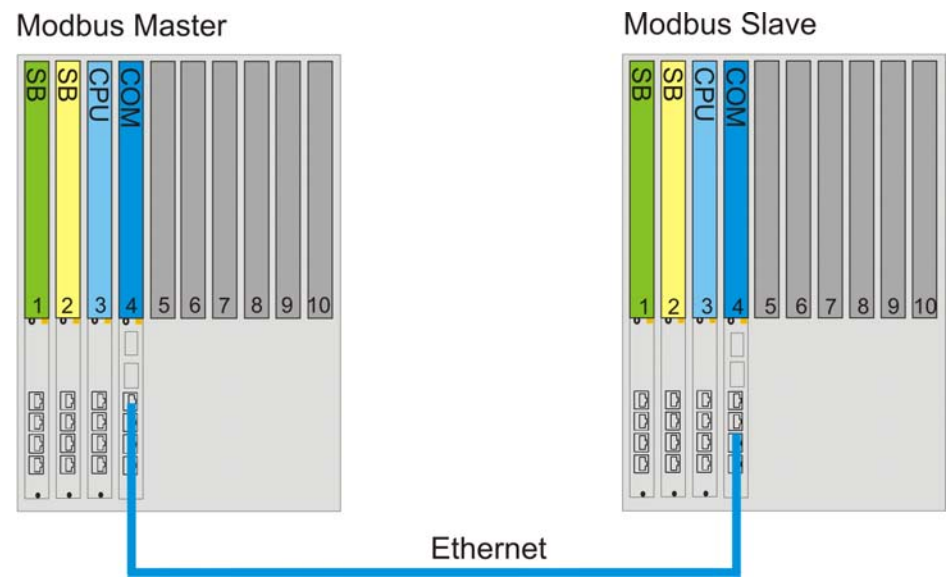 Modbus Master
SB SB CPU COM
1 2 3 4 5 6 7 8 9 10
Modbus Slave
SB SB CPU COM
1 2 3 4 5 6 7 8 9 10
Ethernet